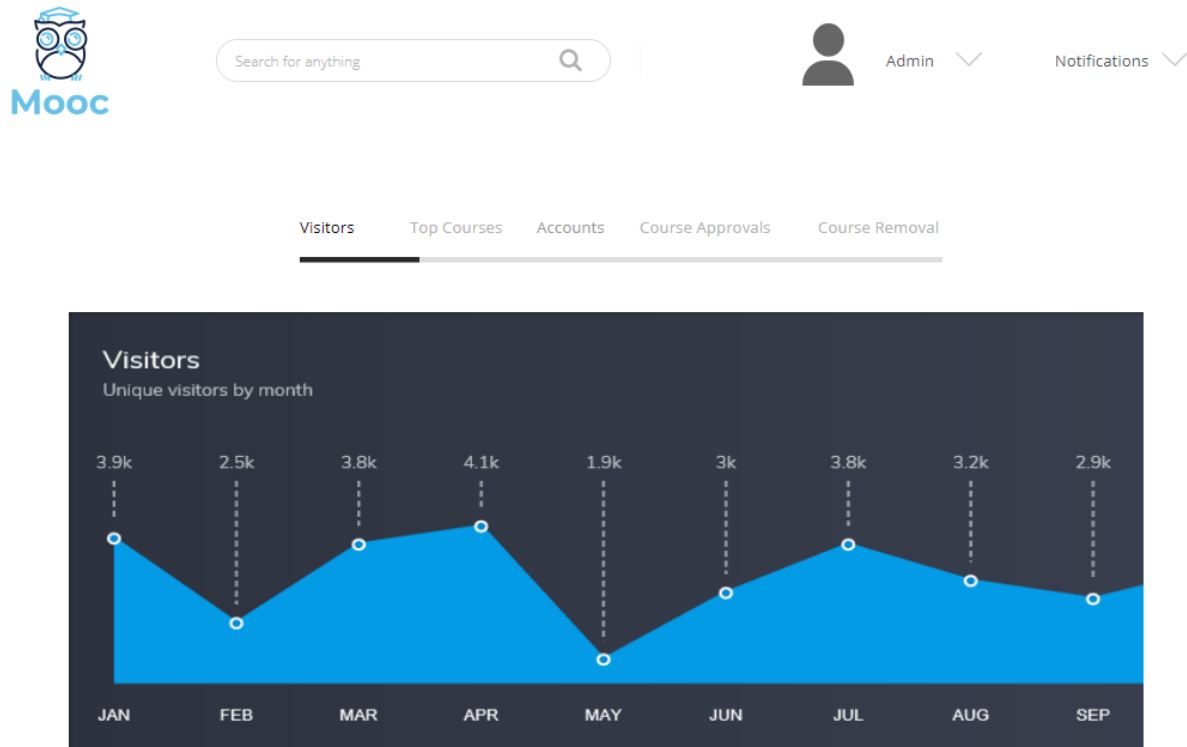 Mooc
Search for anything
Admin
Notifications
Visitors Top Courses Accounts Course Approvals Course Removal
Visitors
Unique visitors by month
3.9k 2.5k 3.8k 4.1k 1.9k 3k 3.8k 3.2k 2.9k
JAN FEB MAR APR MAY JUN JUL AUG SEP